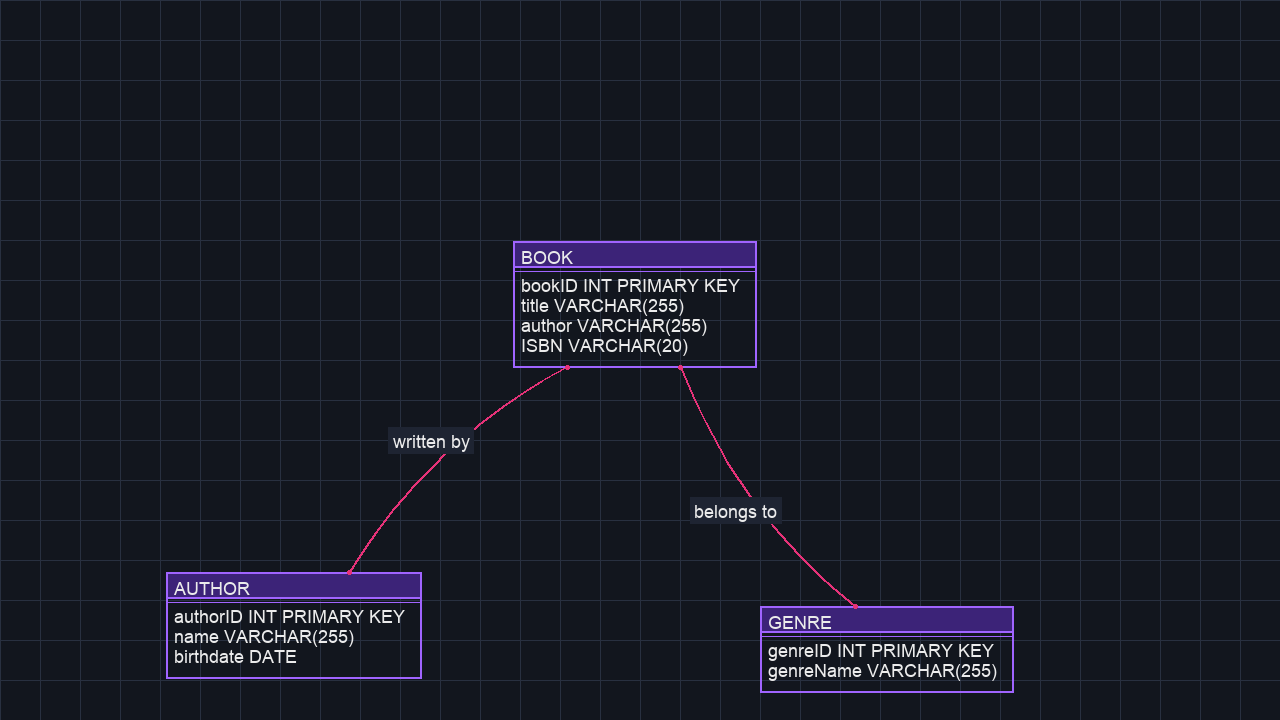 BOOK
bookID INT PRIMARY KEY
title VARCHAR(255)
author VARCHAR(255)
ISBN VARCHAR(20)
written by
belongs to
AUTHOR
authorID INT PRIMARY KEY
name VARCHAR(255)
birthdate DATE
GENRE
genreID INT PRIMARY KEY
genreName VARCHAR(255)